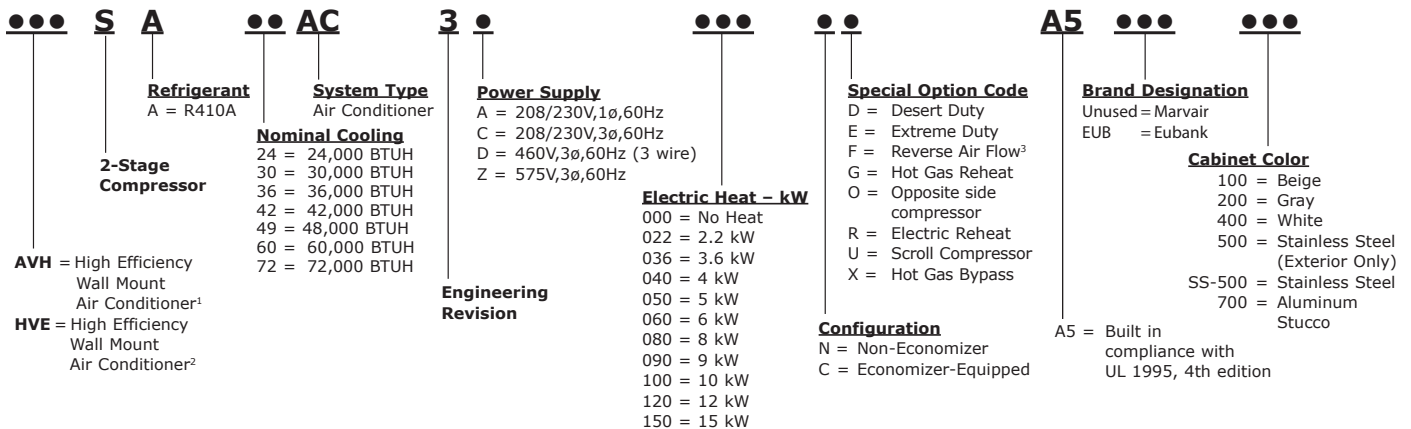 ●●● S A ●● AC 3 ● ●●● ● ● A5 ●●● ●●●
Refrigerant
A = R410A
System Type
Air Conditioner
2-Stage
Compressor
Nominal Cooling
24 = 24,000 BTUH
30 = 30,000 BTUH
36 = 36,000 BTUH
42 = 42,000 BTUH
49 = 48,000 BTUH
60 = 60,000 BTUH
72 = 72,000 BTUH
AVH = High Efficiency
Wall Mount
Air Conditioner¹
HVE = High Efficiency
Wall Mount
Air Conditioner²
Engineering
Revision
Power Supply
A = 208/230V,1ø,60Hz
C = 208/230V,3ø,60Hz
D = 460V,3ø,60Hz (3 wire)
Z = 575V,3ø,60Hz
Electric Heat – kW
000 = No Heat
022 = 2.2 kW
036 = 3.6 kW
040 = 4 kW
050 = 5 kW
060 = 6 kW
080 = 8 kW
090 = 9 kW
100 = 10 kW
120 = 12 kW
150 = 15 kW
Special Option Code
D = Desert Duty
E = Extreme Duty
F = Reverse Air Flow³
G = Hot Gas Reheat
O = Opposite side
compressor
R = Electric Reheat
U = Scroll Compressor
X = Hot Gas Bypass
Configuration
N = Non-Economizer
C = Economizer-Equipped
A5 = Built in
compliance with
UL 1995, 4th edition
Brand Designation
Unused = Marvair
EUB = Eubank
Cabinet Color
100 = Beige
200 = Gray
400 = White
500 = Stainless Steel
(Exterior Only)
SS-500 = Stainless Steel
700 = Aluminum
Stucco